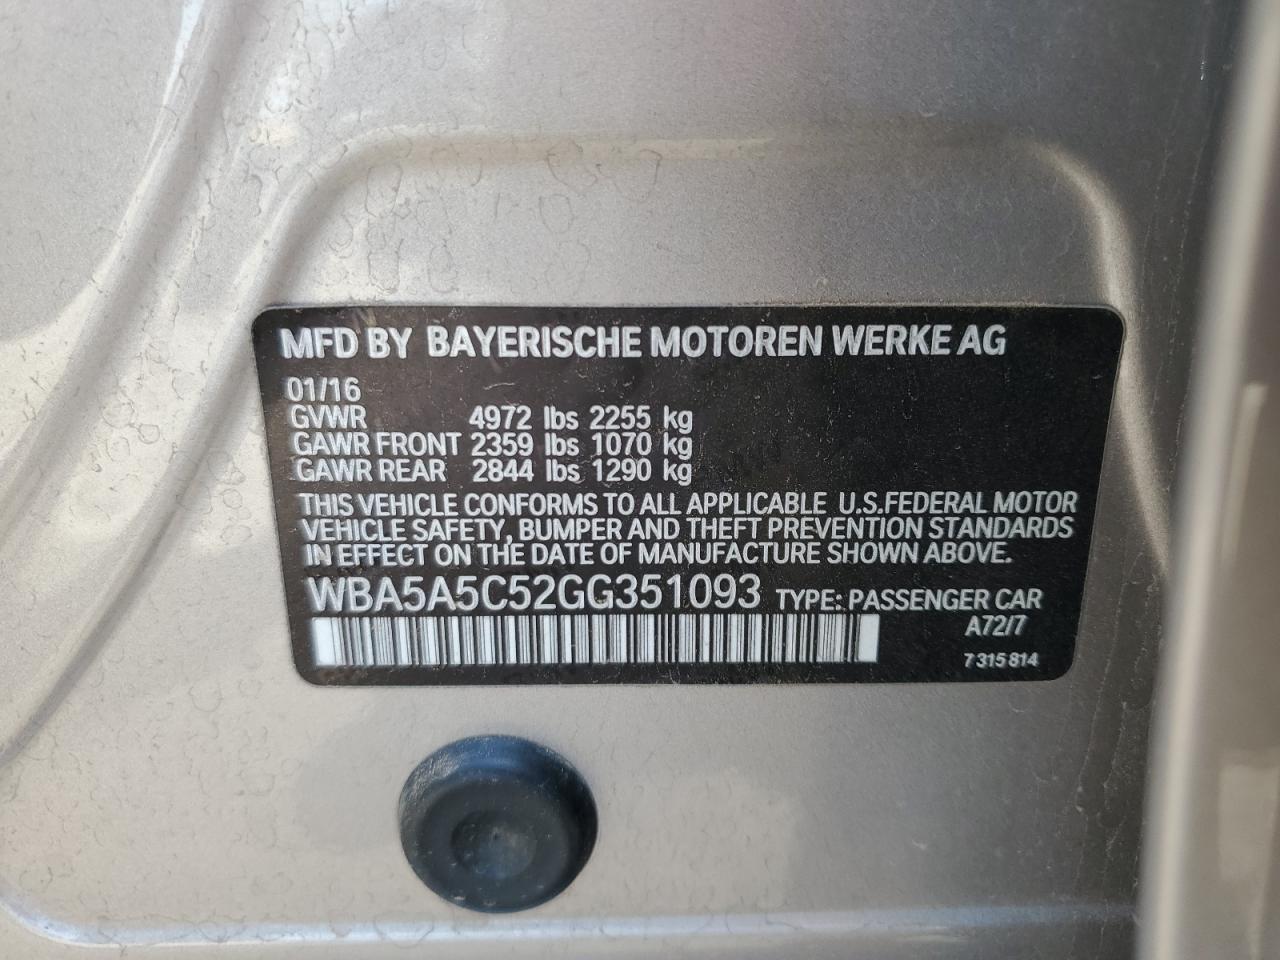 MFD BY BAYERISCHE MOTOREN WERKE AG
01/16
GVWR 4972 lbs 2255 kg
GAWR FRONT 2359 lbs 1070 kg
GAWR REAR 2844 lbs 1290 kg
THIS VEHICLE CONFORMS TO ALL APPLICABLE U.S.FEDERAL MOTOR
VEHICLE SAFETY, BUMPER AND THEFT PREVENTION STANDARDS
IN EFFECT ON THE DATE OF MANUFACTURE SHOWN ABOVE.
WBA5A5C52GG351093 TYPE: PASSENGER CAR
A72/7
7 315 814